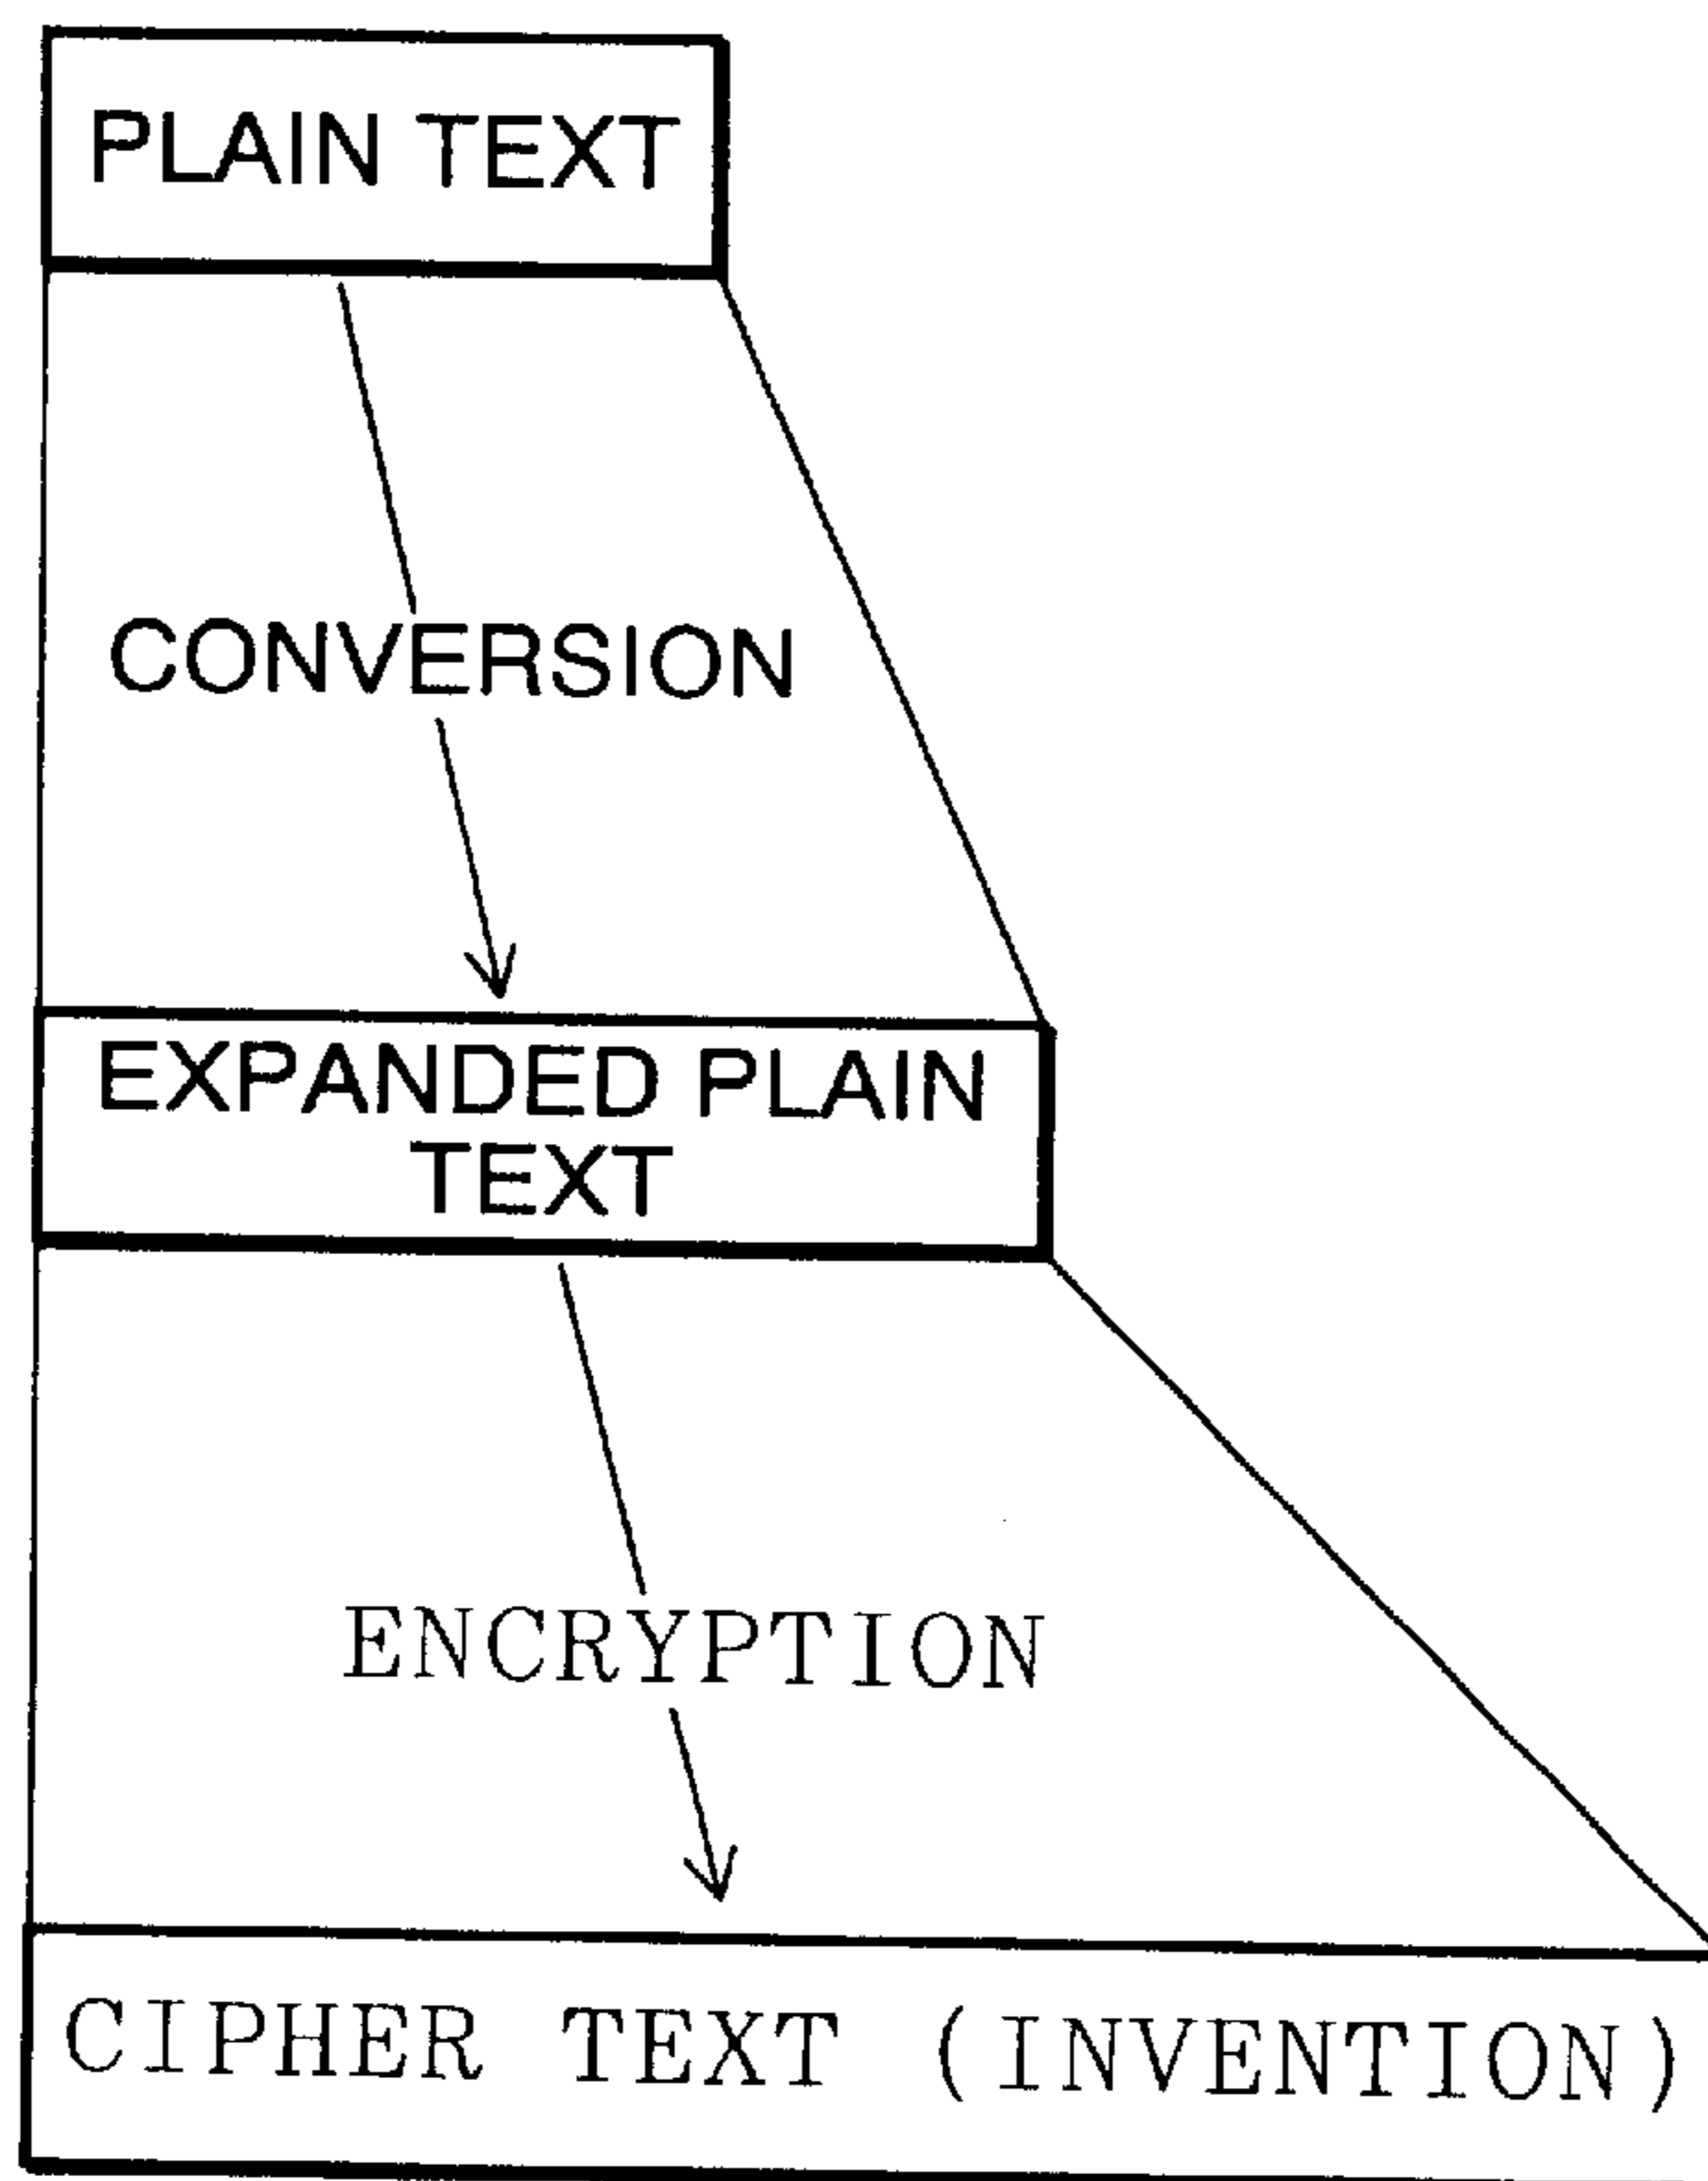 PLAIN TEXT
CONVERSION
EXPANDED PLAIN
TEXT
ENCRYPTION
CIPHER TEXT (INVENTION)